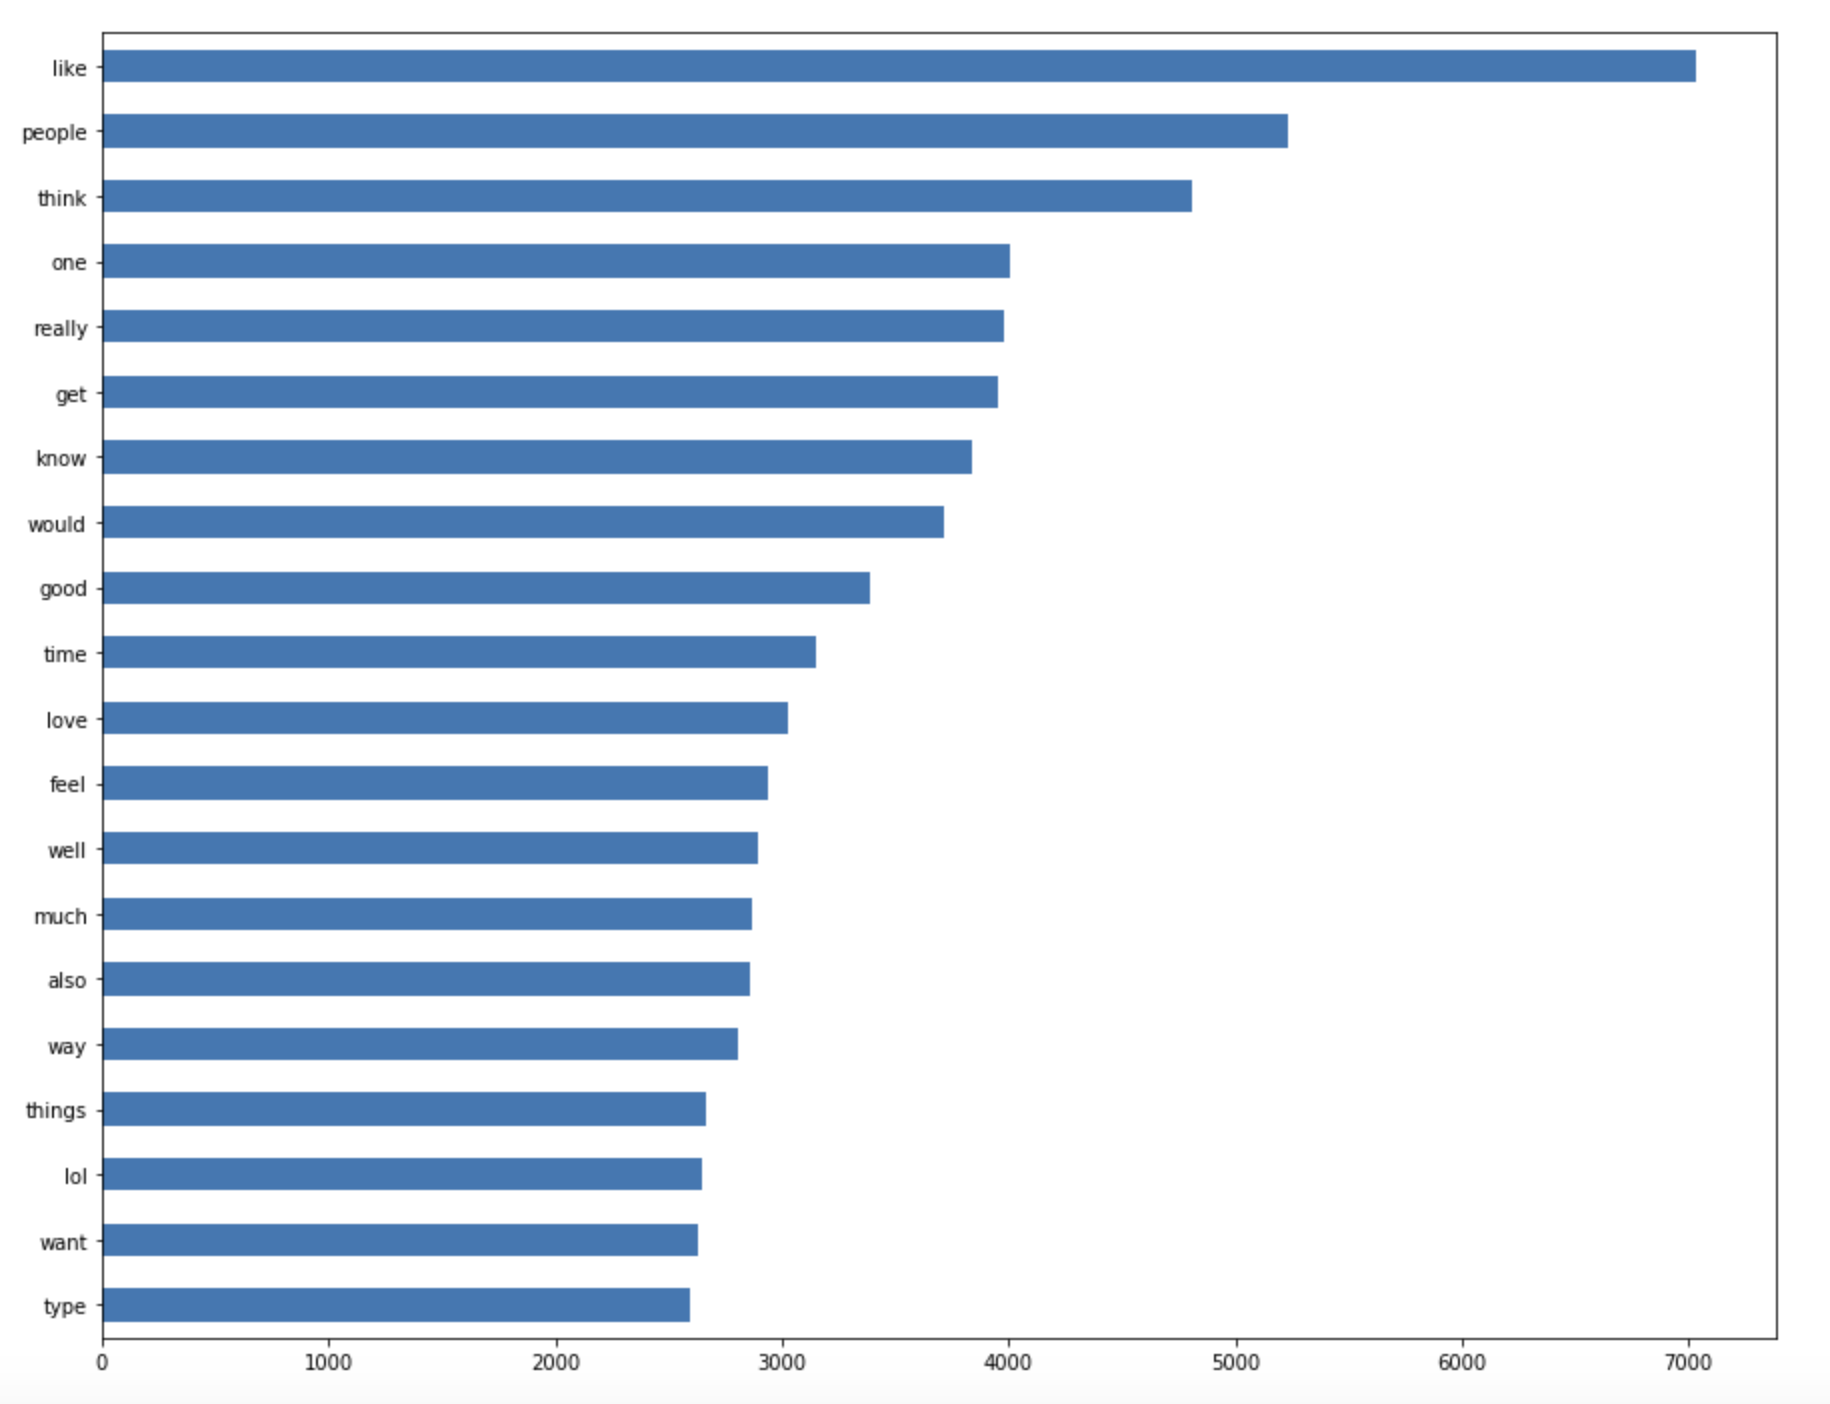 like
people
think
one
really
get
know
would
good
time
love
feel
well
much
also
way
things
lol
want
type
0 1000 2000 3000 4000 5000 6000 7000